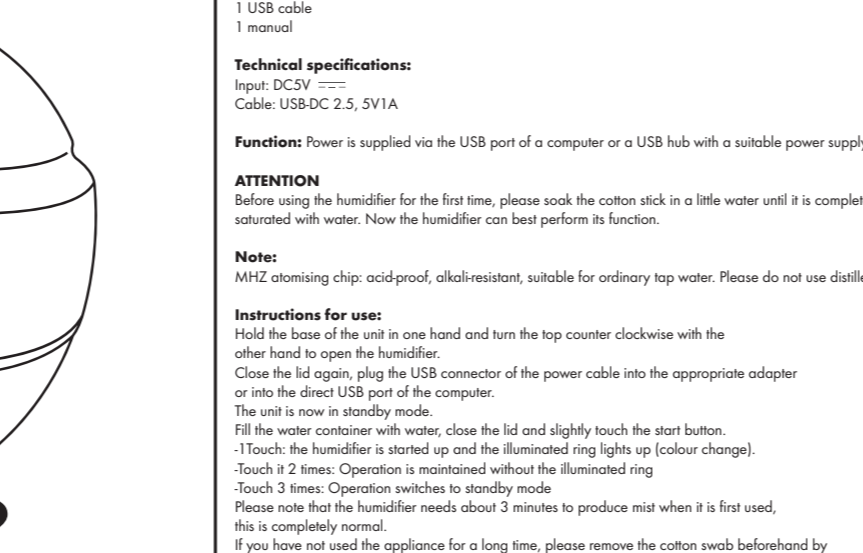 1 USB cable
1 manual
Technical specifications:
Input: DC5V
Cable: USB-DC 2.5, 5V1A
Function: Power is supplied via the USB port of a computer or a USB hub with a suitable power supply
ATTENTION
Before using the humidifier for the first time, please soak the cotton stick in a little water until it is complet
saturated with water. Now the humidifier can best perform its function.
Note:
MHZ atomising chip: acid-proof, alkali-resistant, suitable for ordinary tap water. Please do not use distille
Instructions for use:
Hold the base of the unit in one hand and turn the top counter clockwise with the
other hand to open the humidifier.
Close the lid again, plug the USB connector of the power cable into the appropriate adapter
or into the direct USB port of the computer.
The unit is now in standby mode.
Fill the water container with water, close the lid and slightly touch the start button.
-1Touch: the humidifier is started up and the illuminated ring lights up (colour change).
-Touch it 2 times: Operation is maintained without the illuminated ring
-Touch 3 times: Operation switches to standby mode
Please note that the humidifier needs about 3 minutes to produce mist when it is first used,
this is completely normal.
If you have not used the appliance for a long time, please remove the cotton swab beforehand by